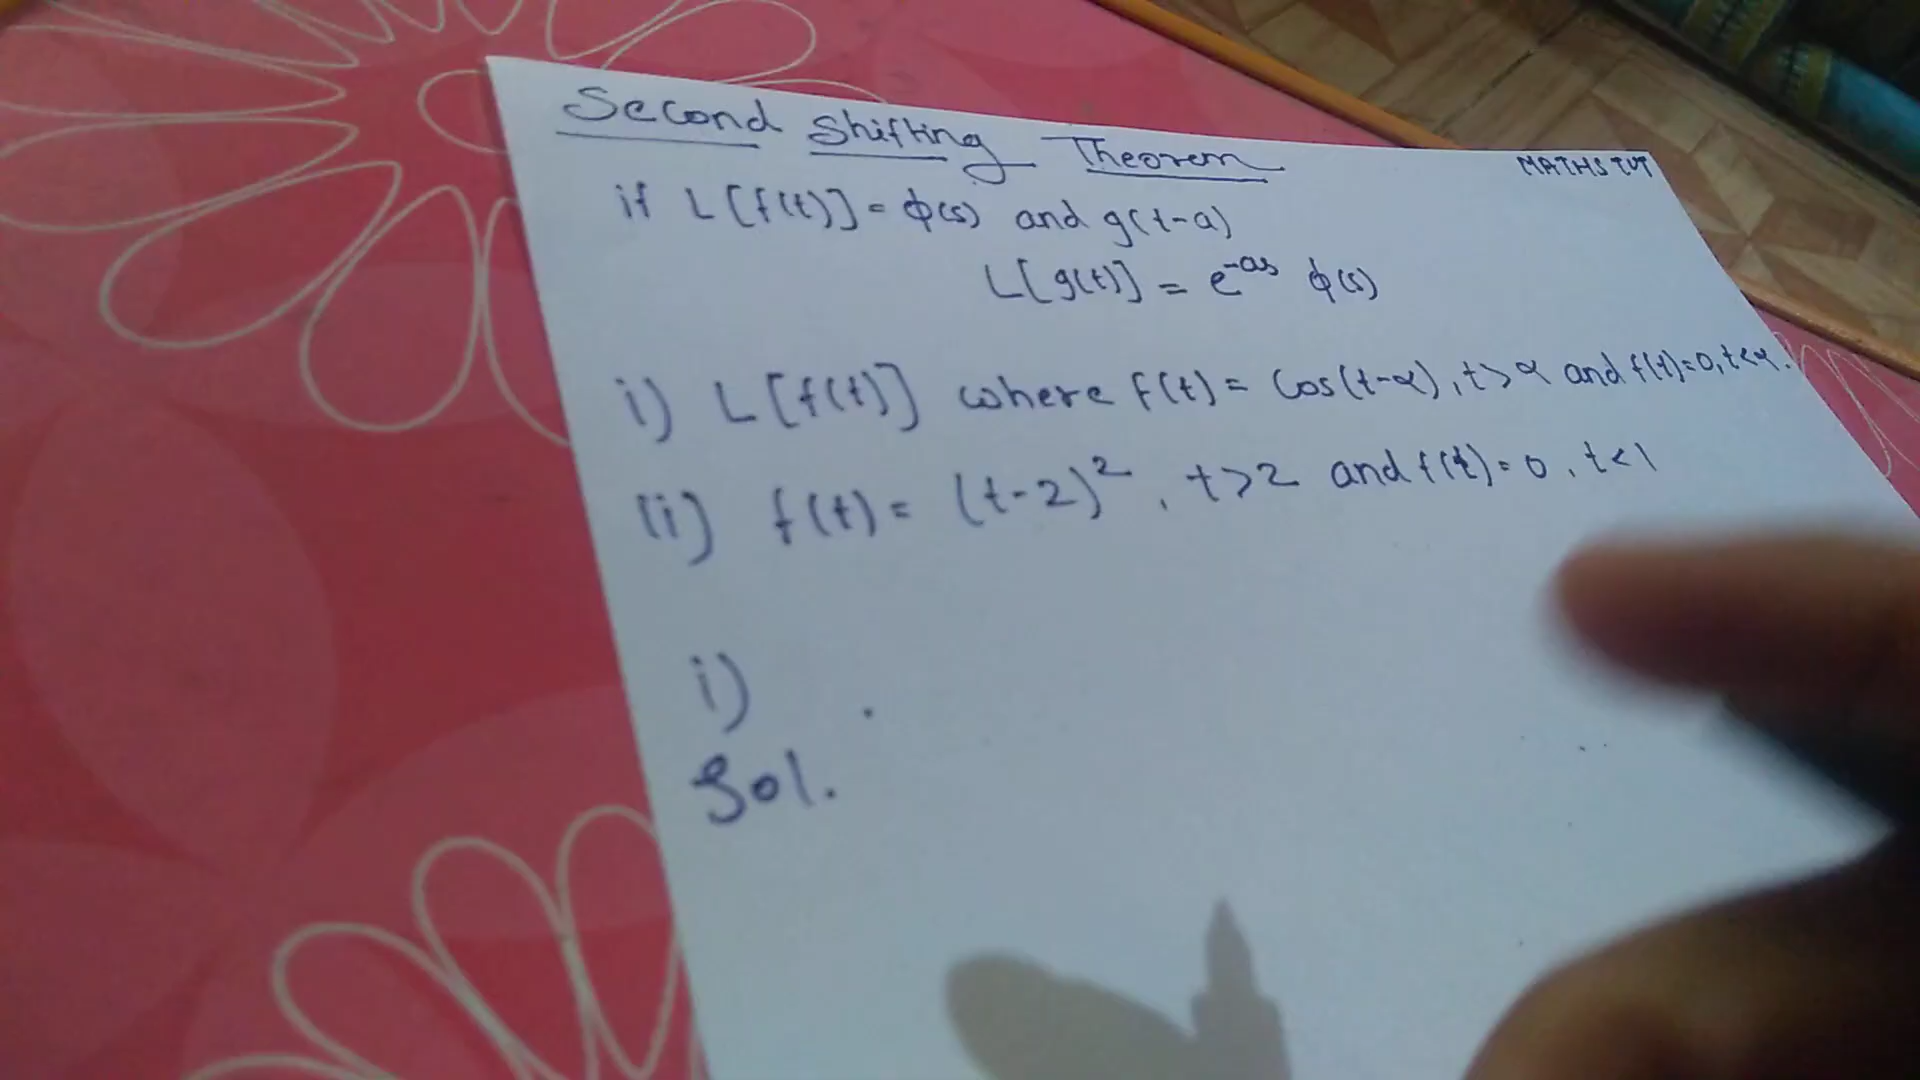 Second Shifting Theorem
MATHS TUT
if L[f(t)] = ϕ(s) and g(t-a)
L[g(t)] = e^-as ϕ(s)
i) L[f(t)] where f(t) = Cos(t-α), t>α and f(t)=0, t<α.
(ii) f(t) = (t-2)², t>2 and f(t)=0, t<1
i) .
Sol.